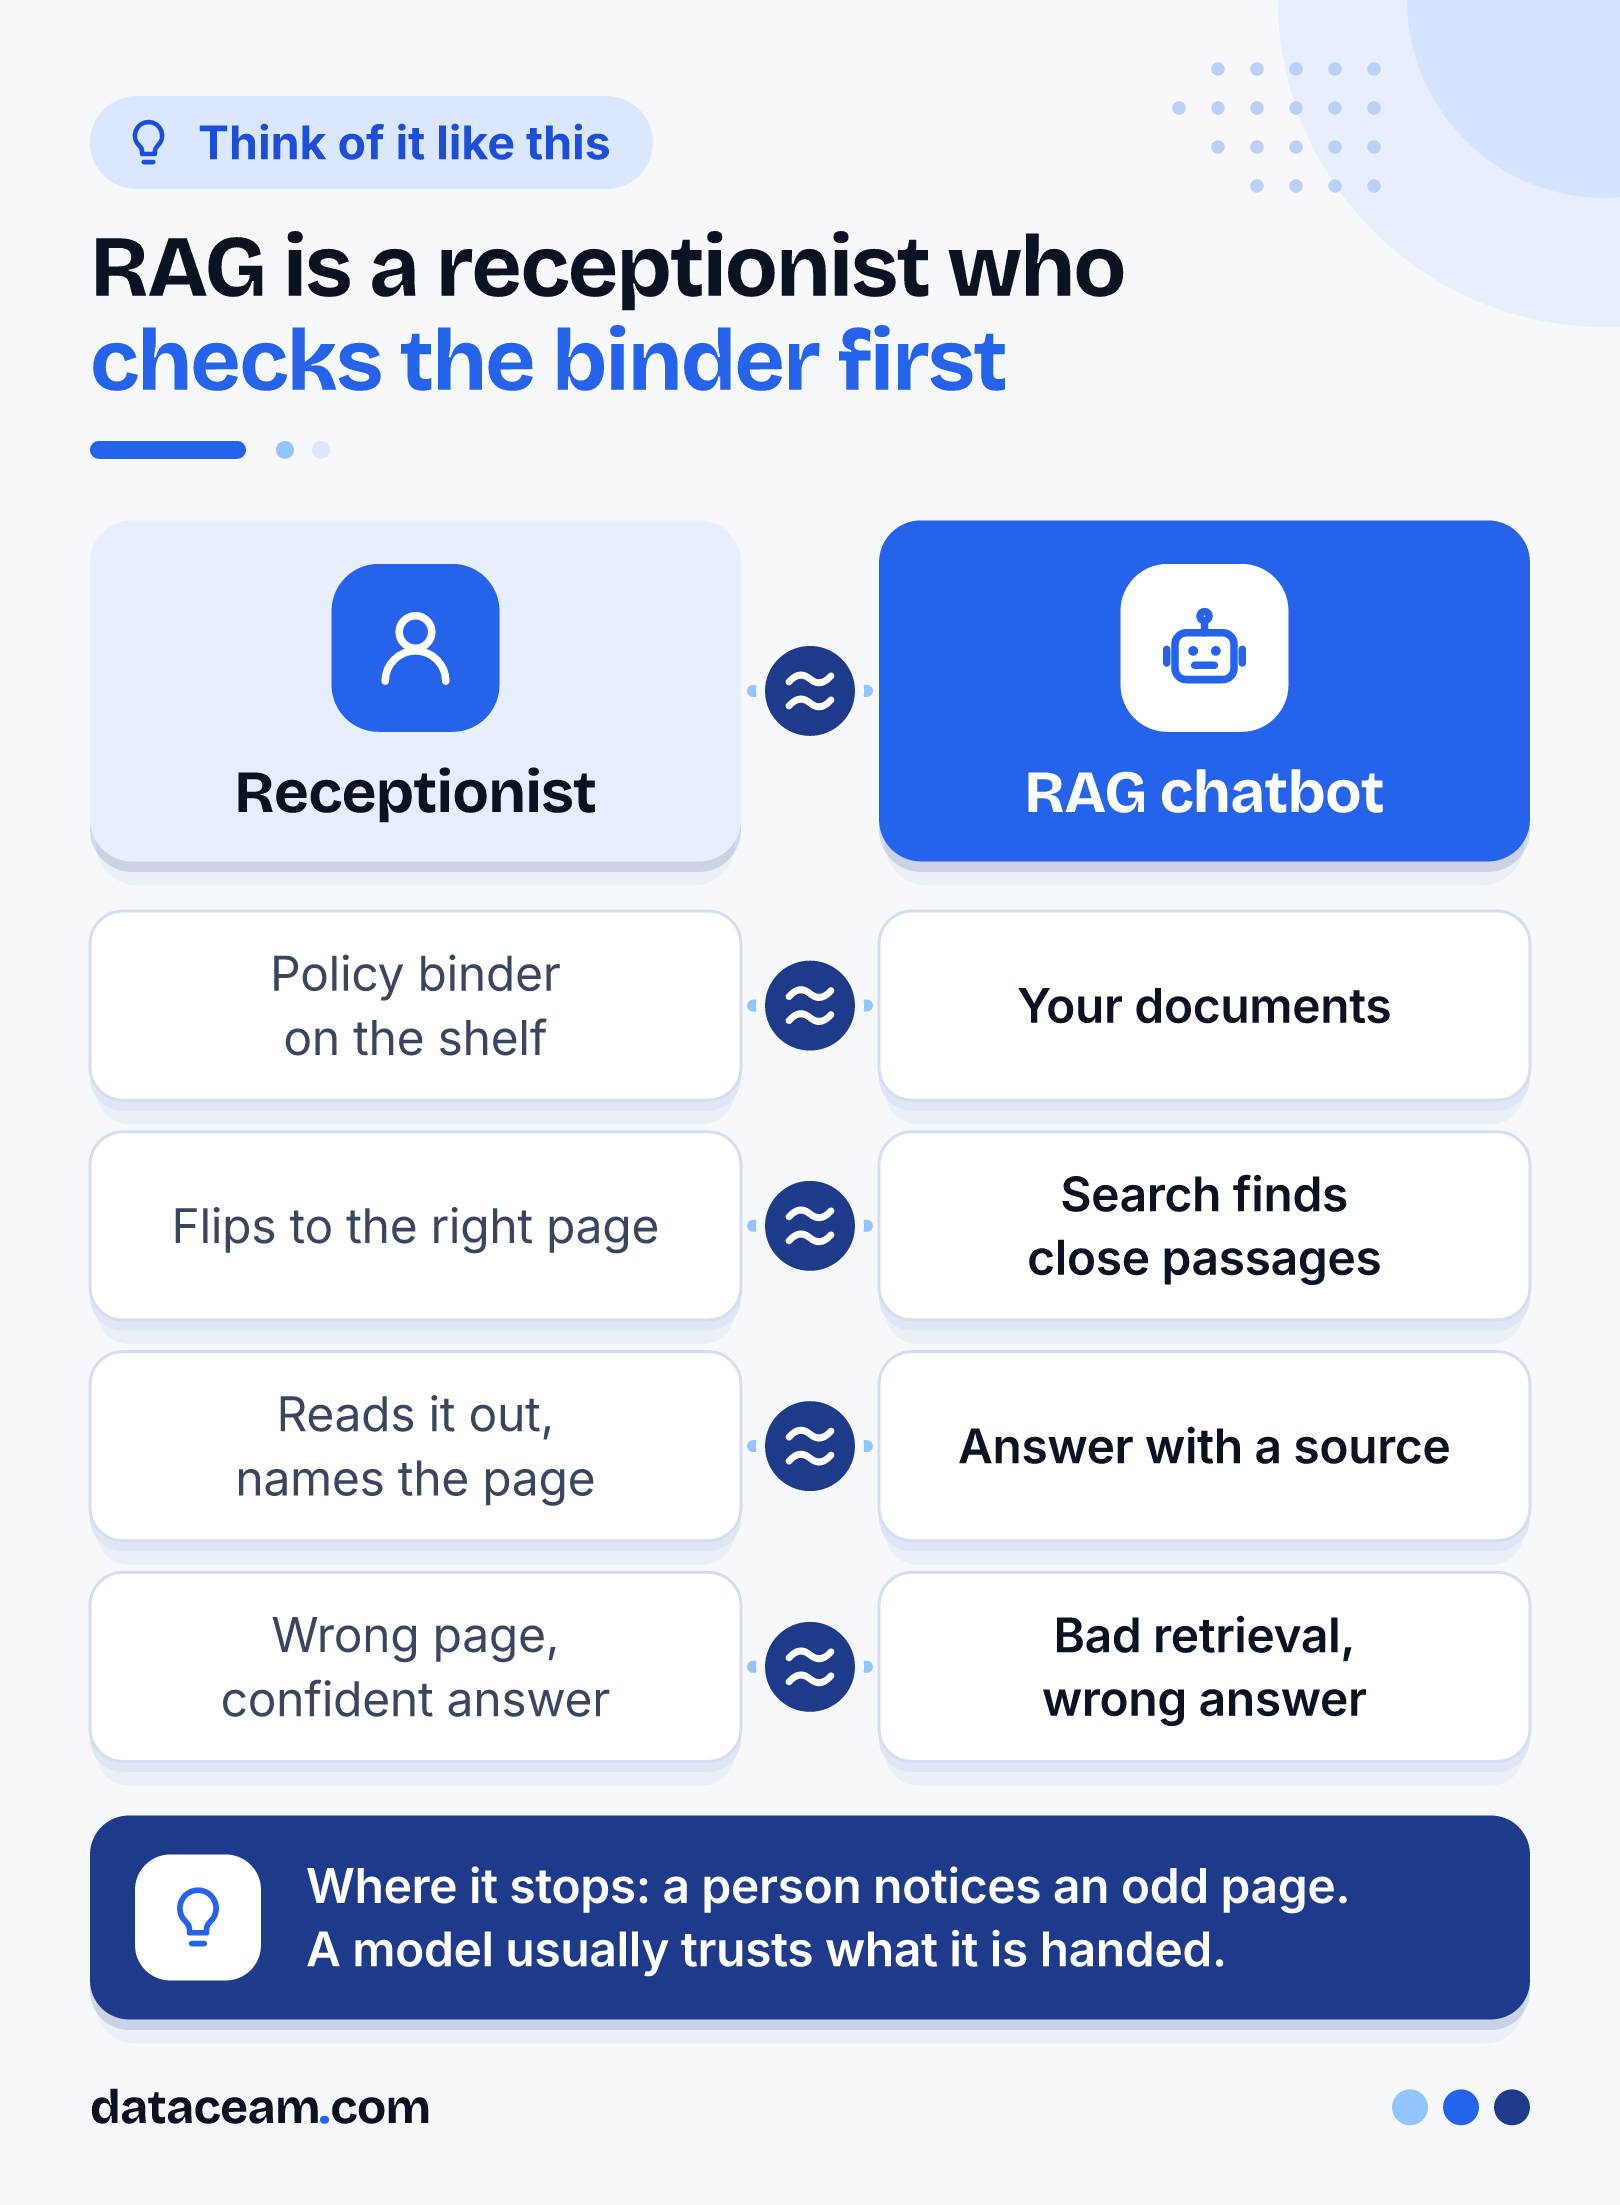 Think of it like this
RAG is a receptionist who
checks the binder first
Receptionist
RAG chatbot
Policy binder
on the shelf
Your documents
Flips to the right page
Search finds
close passages
Reads it out,
names the page
Answer with a source
Wrong page,
confident answer
Bad retrieval,
wrong answer
Where it stops: a person notices an odd page.
A model usually trusts what it is handed.
dataceam.com